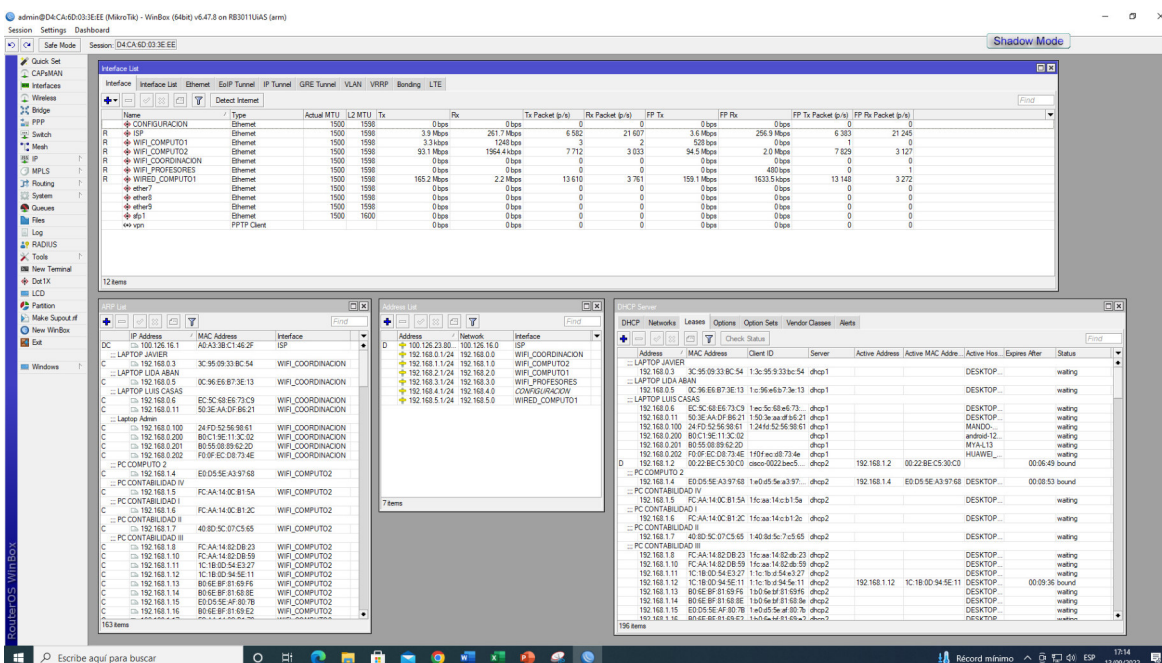 admin@D4:CA:6D:03:3E:EE (MikroTik) - WinBox (64bit) v6.47.8 on RB3011UiAS (arm)
Session Settings Dashboard
Safe Mode Session: D4:CA:6D:03:3E:EE
Shadow Mode
Quick Set
CAPsMAN
Interfaces
Wireless
Bridge
PPP
Switch
Mesh
IP
MPLS
Routing
System
Queues
Files
Log
RADIUS
Tools
New Terminal
Dot1X
LCD
Partition
Make Supout.rif
New WinBox
Exit
Windows
RouterOS WinBox
Interface List
Interface Interface List Ethernet EoIP Tunnel IP Tunnel GRE Tunnel VLAN VRRP Bonding LTE
Detect Internet Find
Name Type Actual MTU L2 MTU Tx Rx Tx Packet (p/s) Rx Packet (p/s) FP Tx FP Rx FP Tx Packet (p/s) FP Rx Packet (p/s)
CONFIGURACION Ethernet 1500 1598 0 bps 0 bps 0 0 0 bps 0 bps 0 0
R ISP Ethernet 1500 1598 3.9 Mbps 261.7 Mbps 6 582 21 607 3.6 Mbps 256.9 Mbps 6 383 21 245
R WIFI_COMPUTO1 Ethernet 1500 1598 3.3 kbps 1248 bps 3 2 528 bps 0 bps 1 0
R WIFI_COMPUTO2 Ethernet 1500 1598 93.1 Mbps 1964.4 kbps 7 712 3 033 94.5 Mbps 2.0 Mbps 7 829 3 127
R WIFI_COORDINACION Ethernet 1500 1598 0 bps 0 bps 0 0 0 bps 0 bps 0 0
R WIFI_PROFESORES Ethernet 1500 1598 0 bps 0 bps 0 0 0 bps 480 bps 0 1
R WIRED_COMPUTO1 Ethernet 1500 1598 165.2 Mbps 2.2 Mbps 13 610 3 761 159.1 Mbps 1633.5 kbps 13 148 3 272
ether7 Ethernet 1500 1598 0 bps 0 bps 0 0 0 bps 0 bps 0 0
ether8 Ethernet 1500 1598 0 bps 0 bps 0 0 0 bps 0 bps 0 0
ether9 Ethernet 1500 1598 0 bps 0 bps 0 0 0 bps 0 bps 0 0
sfp1 Ethernet 1500 1600 0 bps 0 bps 0 0 0 bps 0 bps 0 0
vpn PPTP Client 0 bps 0 bps 0 0 0 bps 0 bps 0 0
12 items
ARP List
Find
IP Address MAC Address Interface
DC 100.126.16.1 AD:A3:3B:C1:46:2F ISP
::: LAPTOP JAVIER
C 192.168.0.3 3C:95:09:33:BC:54 WIFI_COORDINACION
::: LAPTOP LIDA ABAN
C 192.168.0.5 0C:96:E6:B7:3E:13 WIFI_COORDINACION
::: LAPTOP LUIS CASAS
C 192.168.0.6 EC:5C:68:E6:73:C9 WIFI_COORDINACION
C 192.168.0.11 50:3E:AA:DF:B6:21 WIFI_COORDINACION
::: Laptop Admin
C 192.168.0.100 24:FD:52:56:98:61 WIFI_COORDINACION
C 192.168.0.200 B0:C1:9E:11:3C:02 WIFI_COORDINACION
C 192.168.0.201 B0:55:08:89:62:2D WIFI_COORDINACION
C 192.168.0.202 F0:0F:EC:D8:73:4E WIFI_COORDINACION
::: PC COMPUTO 2
C 192.168.1.4 E0:D5:5E:A3:97:68 WIFI_COMPUTO2
::: PC CONTABILIDAD IV
C 192.168.1.5 FC:AA:14:0C:B1:5A WIFI_COMPUTO2
::: PC CONTABILIDAD I
C 192.168.1.6 FC:AA:14:0C:B1:2C WIFI_COMPUTO2
::: PC CONTABILIDAD II
C 192.168.1.7 40:8D:5C:07:C5:65 WIFI_COMPUTO2
::: PC CONTABILIDAD III
C 192.168.1.8 FC:AA:14:82:DB:23 WIFI_COMPUTO2
C 192.168.1.10 FC:AA:14:82:DB:59 WIFI_COMPUTO2
C 192.168.1.11 1C:1B:0D:54:E3:27 WIFI_COMPUTO2
C 192.168.1.12 1C:1B:0D:94:5E:11 WIFI_COMPUTO2
C 192.168.1.13 B0:6E:BF:81:69:F6 WIFI_COMPUTO2
C 192.168.1.14 B0:6E:BF:81:68:8E WIFI_COMPUTO2
C 192.168.1.15 E0:D5:5E:AF:80:7B WIFI_COMPUTO2
C 192.168.1.16 B0:6E:BF:81:69:E2 WIFI_COMPUTO2
163 items
Address List
Find
Address Network Interface
D 100.126.23.80... 100.126.16.0 ISP
192.168.0.1/24 192.168.0.0 WIFI_COORDINACION
192.168.1.1/24 192.168.1.0 WIFI_COMPUTO2
192.168.2.1/24 192.168.2.0 WIFI_COMPUTO1
192.168.3.1/24 192.168.3.0 WIFI_PROFESORES
192.168.4.1/24 192.168.4.0 CONFIGURACION
192.168.5.1/24 192.168.5.0 WIRED_COMPUTO1
7 items
DHCP Server
DHCP Networks Leases Options Option Sets Vendor Classes Alerts
Check Status Find
Address MAC Address Client ID Server Active Address Active MAC Addre... Active Hos... Expires After Status
::: LAPTOP JAVIER
192.168.0.3 3C:95:09:33:BC:54 1:3c:95:9:33:bc:54 dhcp1 DESKTOP... waiting
::: LAPTOP LIDA ABAN
192.168.0.5 0C:96:E6:B7:3E:13 1:c:96:e6:b7:3e:13 dhcp1 DESKTOP... waiting
::: LAPTOP LUIS CASAS
192.168.0.6 EC:5C:68:E6:73:C9 1:ec:5c:68:e6:73:... dhcp1 DESKTOP... waiting
192.168.0.11 50:3E:AA:DF:B6:21 1:50:3e:aa:df:b6:21 dhcp1 DESKTOP... waiting
192.168.0.100 24:FD:52:56:98:61 1:24:fd:52:56:98:61 dhcp1 MANDO-... waiting
192.168.0.200 B0:C1:9E:11:3C:02 dhcp1 android-12... waiting
192.168.0.201 B0:55:08:89:62:2D dhcp1 MYA-L13 waiting
192.168.0.202 F0:0F:EC:D8:73:4E 1:f0:f:ec:d8:73:4e dhcp1 HUAWEI_... waiting
D 192.168.1.2 00:22:BE:C5:30:C0 cisco-0022.bec5.... dhcp2 192.168.1.2 00:22:BE:C5:30:C0 00:06:49 bound
::: PC COMPUTO 2
192.168.1.4 E0:D5:5E:A3:97:68 1:e0:d5:5e:a3:97:... dhcp2 192.168.1.4 E0:D5:5E:A3:97:68 DESKTOP... 00:08:53 bound
::: PC CONTABILIDAD IV
192.168.1.5 FC:AA:14:0C:B1:5A 1:fc:aa:14:c:b1:5a dhcp2 DESKTOP... waiting
::: PC CONTABILIDAD I
192.168.1.6 FC:AA:14:0C:B1:2C 1:fc:aa:14:c:b1:2c dhcp2 DESKTOP... waiting
::: PC CONTABILIDAD II
192.168.1.7 40:8D:5C:07:C5:65 1:40:8d:5c:7:c5:65 dhcp2 DESKTOP... waiting
::: PC CONTABILIDAD III
192.168.1.8 FC:AA:14:82:DB:23 1:fc:aa:14:82:db:23 dhcp2 DESKTOP... waiting
192.168.1.10 FC:AA:14:82:DB:59 1:fc:aa:14:82:db:59 dhcp2 DESKTOP... waiting
192.168.1.11 1C:1B:0D:54:E3:27 1:1c:1b:d:54:e3:27 dhcp2 DESKTOP... waiting
192.168.1.12 1C:1B:0D:94:5E:11 1:1c:1b:d:94:5e:11 dhcp2 192.168.1.12 1C:1B:0D:94:5E:11 DESKTOP... 00:09:36 bound
192.168.1.13 B0:6E:BF:81:69:F6 1:b0:6e:bf:81:69:f6 dhcp2 DESKTOP... waiting
192.168.1.14 B0:6E:BF:81:68:8E 1:b0:6e:bf:81:68:8e dhcp2 DESKTOP... waiting
192.168.1.15 E0:D5:5E:AF:80:7B 1:e0:d5:5e:af:80:7b dhcp2 DESKTOP... waiting
192.168.1.16 B0:6E:BF:81:69:E2 1:b0:6e:bf:81:69:e2 dhcp2 DESKTOP... waiting
196 items
Escribe aquí para buscar
Récord mínimo ESP 17:14
13/09/2022